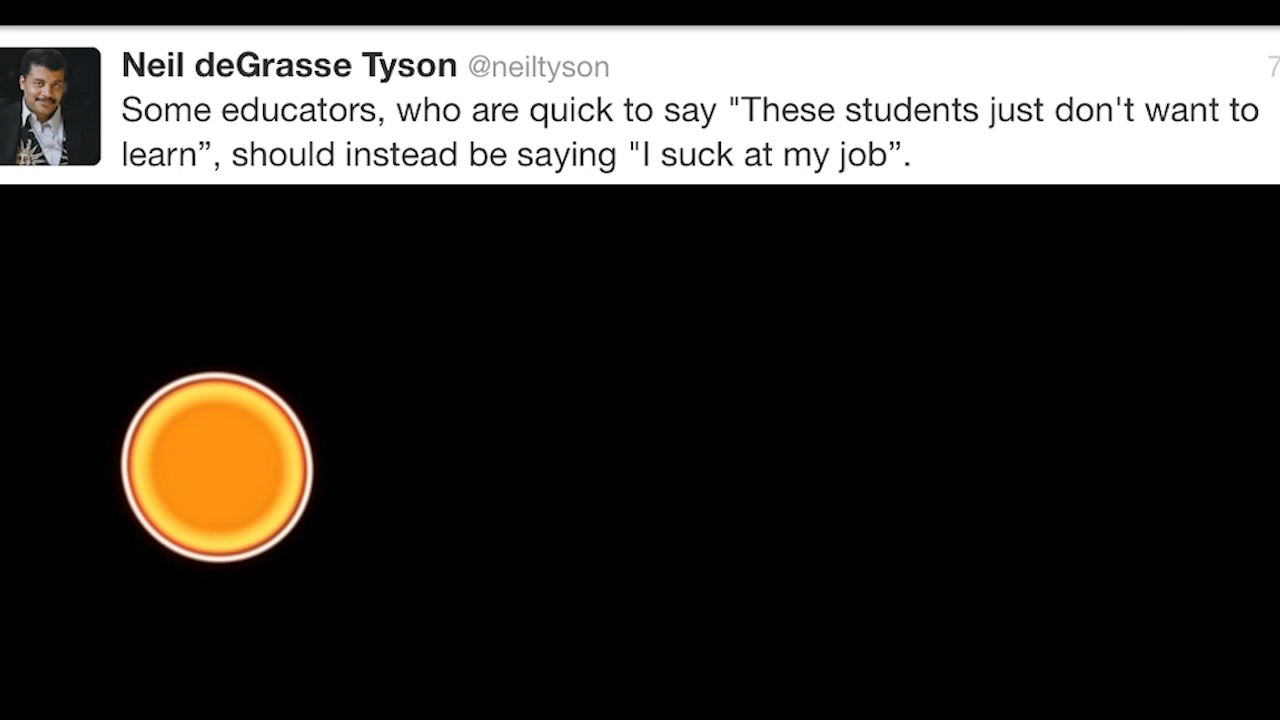 Neil deGrasse Tyson @neiltyson
Some educators, who are quick to say "These students just don't want to
learn”, should instead be saying "I suck at my job”.